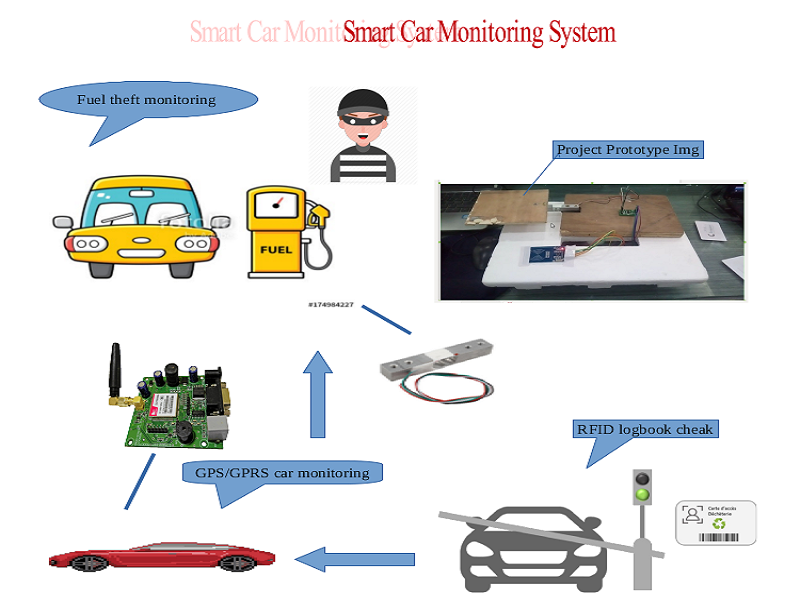 Smart Car Monitoring System
Smart Car Monitoring System
Fuel theft monitoring
Project Prototype Img
FUEL
#174984227
GPS/GPRS car monitoring
RFID logbook cheak
Carte d'accès
Déchèterie